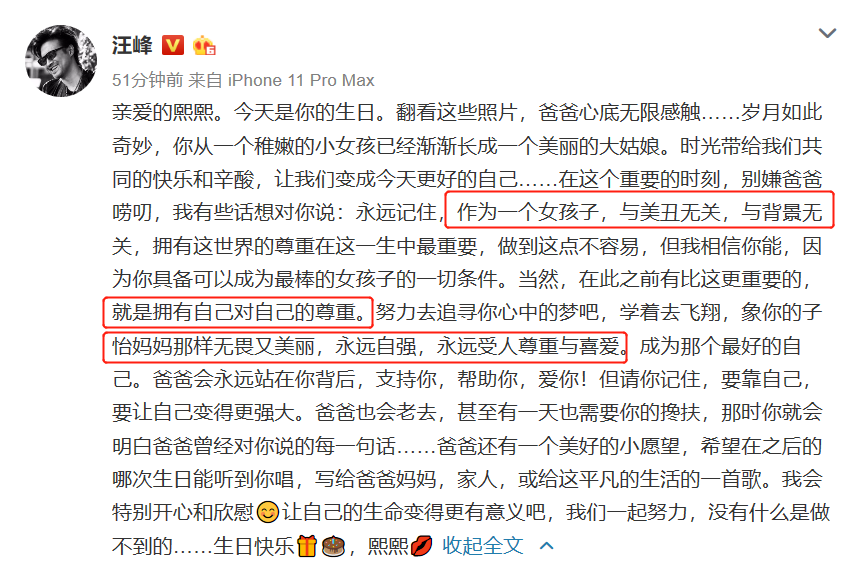 汪峰
51分钟前 来自 iPhone 11 Pro Max
亲爱的熙熙。今天是你的生日。翻看这些照片，爸爸心底无限感触……岁月如此
奇妙，你从一个稚嫩的小女孩已经渐渐长成一个美丽的大姑娘。时光带给我们共
同的快乐和辛酸，让我们变成今天更好的自己……在这个重要的时刻，别嫌爸爸
唠叨，我有些话想对你说：永远记住，作为一个女孩子，与美丑无关，与背景无
关，拥有这世界的尊重在这一生中最重要，做到这点不容易，但我相信你能，因
为你具备可以成为最棒的女孩子的一切条件。当然，在此之前有比这更重要的，
就是拥有自己对自己的尊重。努力去追寻你心中的梦吧，学着去飞翔，象你的子
怡妈妈那样无畏又美丽，永远自强，永远受人尊重与喜爱。成为那个最好的自
己。爸爸会永远站在你背后，支持你，帮助你，爱你！但请你记住，要靠自己，
要让自己变得更强大。爸爸也会老去，甚至有一天也需要你的搀扶，那时你就会
明白爸爸曾经对你说的每一句话……爸爸还有一个美好的小愿望，希望在之后的
哪次生日能听到你唱，写给爸爸妈妈，家人，或给这平凡的生活的一首歌。我会
特别开心和欣慰😊让自己的生命变得更有意义吧，我们一起努力，没有什么是做
不到的……生日快乐🎁🎂，熙熙💋 收起全文